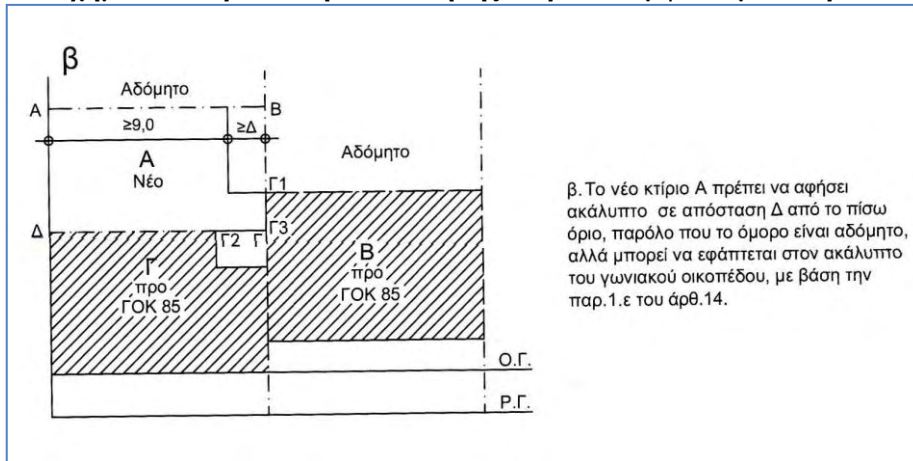 β
Αδόμητο
Α
Β
≥9,0
≥Δ
Α
Νέο
Αδόμητο
Γ1
Δ
Γ2
Γ
Γ3
Γ
προ
ΓΟΚ 85
Β
προ
ΓΟΚ 85
Ο.Γ.
Ρ.Γ.
β. Το νέο κτίριο Α πρέπει να αφήσει
ακάλυπτο σε απόσταση Δ από το πίσω
όριο, παρόλο που το όμορο είναι αδόμητο,
αλλά μπορεί να εφάπτεται στον ακάλυπτο
του γωνιακού οικοπέδου, με βάση την
παρ.1.ε του άρθ.14.